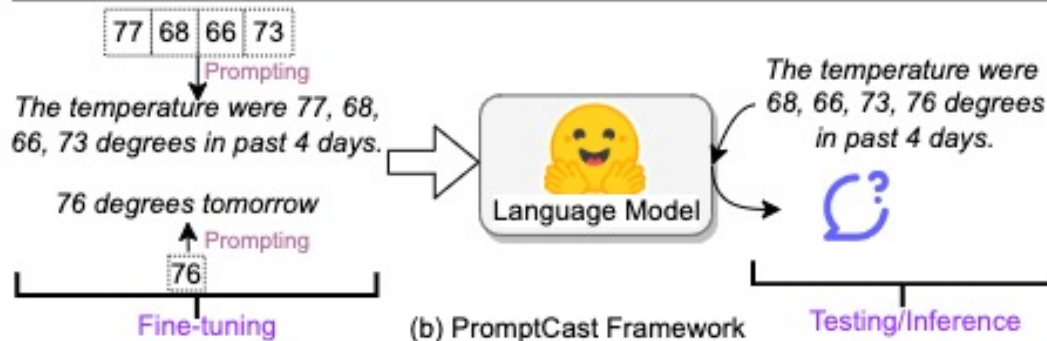 77 68 66 73
Prompting
The temperature were 77, 68,
66, 73 degrees in past 4 days.
76 degrees tomorrow
Prompting
76
Fine-tuning
Language Model
(b) PromptCast Framework
The temperature were
68, 66, 73, 76 degrees
in past 4 days.
?
Testing/Inference